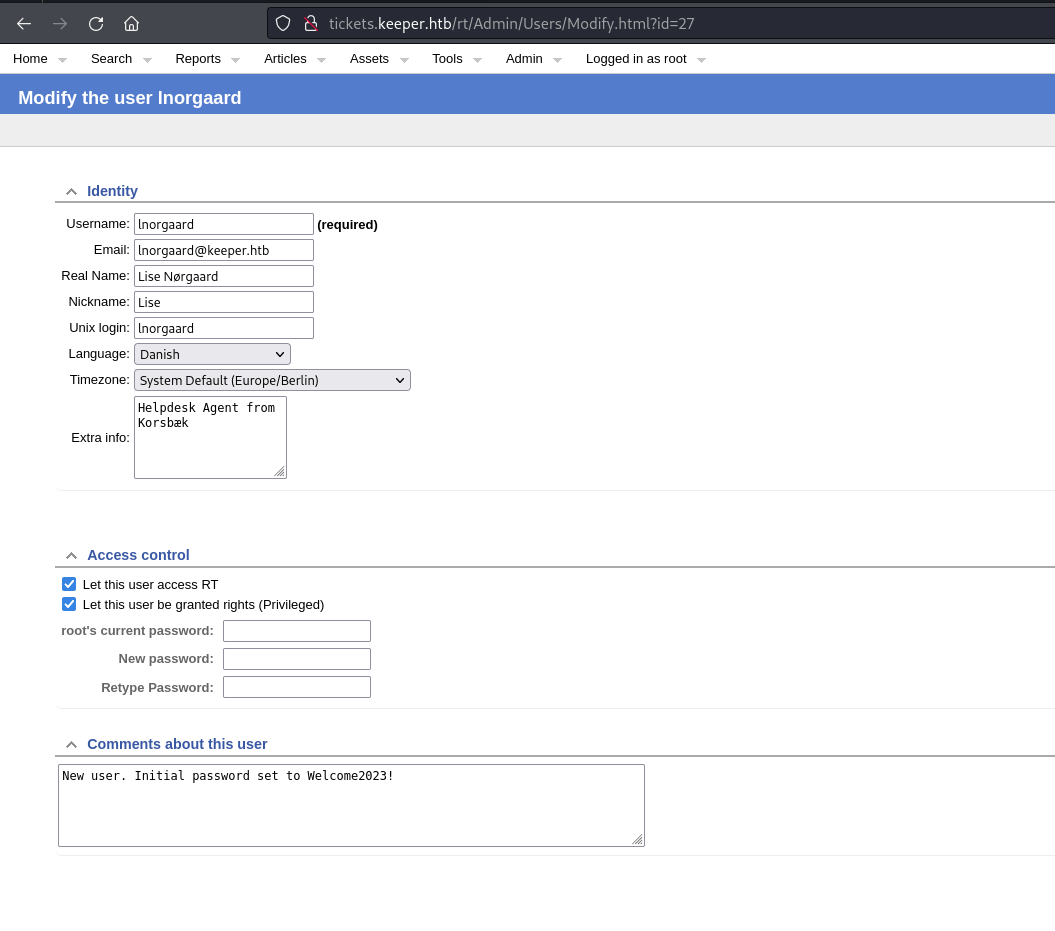 tickets.keeper.htb/rt/Admin/Users/Modify.html?id=27
Home Search Reports Articles Assets Tools Admin Logged in as root
Modify the user lnorgaard
Identity
Username: lnorgaard (required)
Email: lnorgaard@keeper.htb
Real Name: Lise Nørgaard
Nickname: Lise
Unix login: lnorgaard
Language: Danish
Timezone: System Default (Europe/Berlin)
Extra info: Helpdesk Agent from
Korsbæk
Access control
Let this user access RT
Let this user be granted rights (Privileged)
root's current password:
New password:
Retype Password:
Comments about this user
New user. Initial password set to Welcome2023!